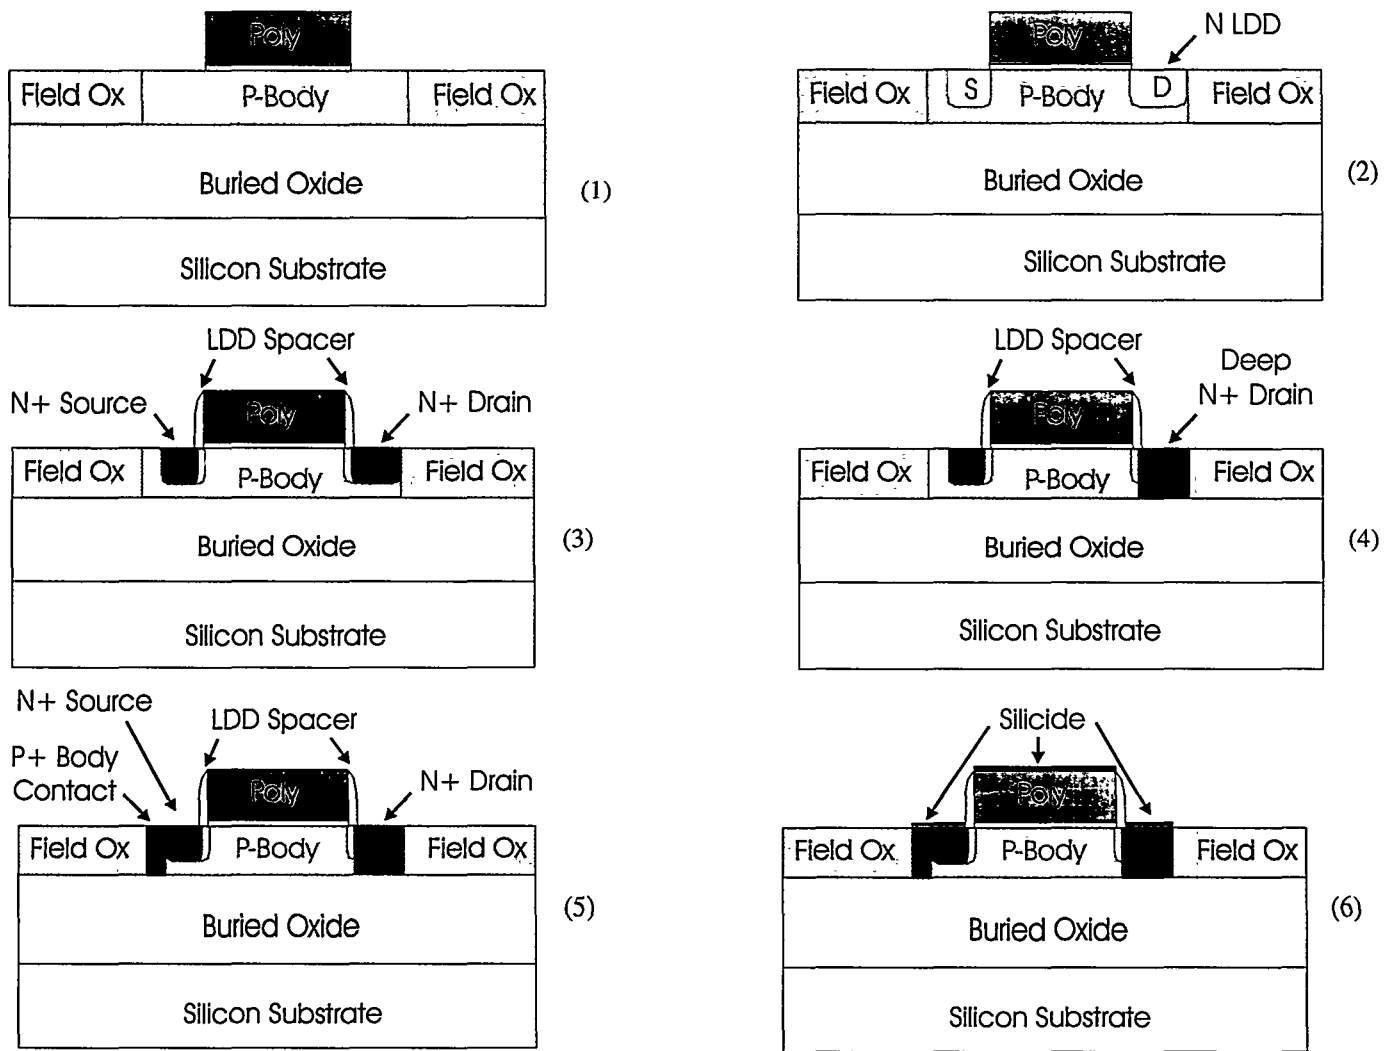 Poly
Field Ox
P-Body
Field Ox
Buried Oxide
Silicon Substrate
(1)
N LDD
Poly
Field Ox
S
P-Body
D
Field Ox
Buried Oxide
Silicon Substrate
(2)
LDD Spacer
N+ Source
N+ Drain
Poly
Field Ox
P-Body
Field Ox
Buried Oxide
Silicon Substrate
(3)
LDD Spacer
Deep
N+ Drain
Poly
Field Ox
P-Body
Field Ox
Buried Oxide
Silicon Substrate
(4)
N+ Source
LDD Spacer
P+ Body
Contact
N+ Drain
Poly
Field Ox
P-Body
Field Ox
Buried Oxide
Silicon Substrate
(5)
Silicide
Poly
Field Ox
P-Body
Field Ox
Buried Oxide
Silicon Substrate
(6)